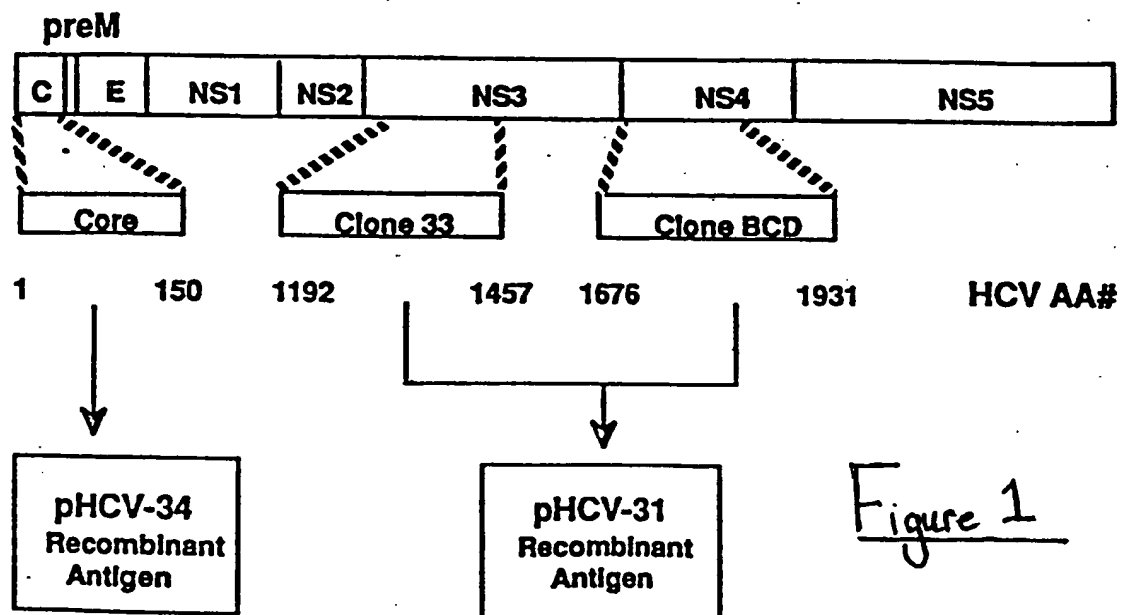 preM
C E NS1 NS2 NS3 NS4 NS5
Core Clone 33 Clone BCD
1 150 1192 1457 1676 1931 HCV AA#
pHCV-34 pHCV-31
Recombinant Recombinant
Antigen Antigen
Figure 1